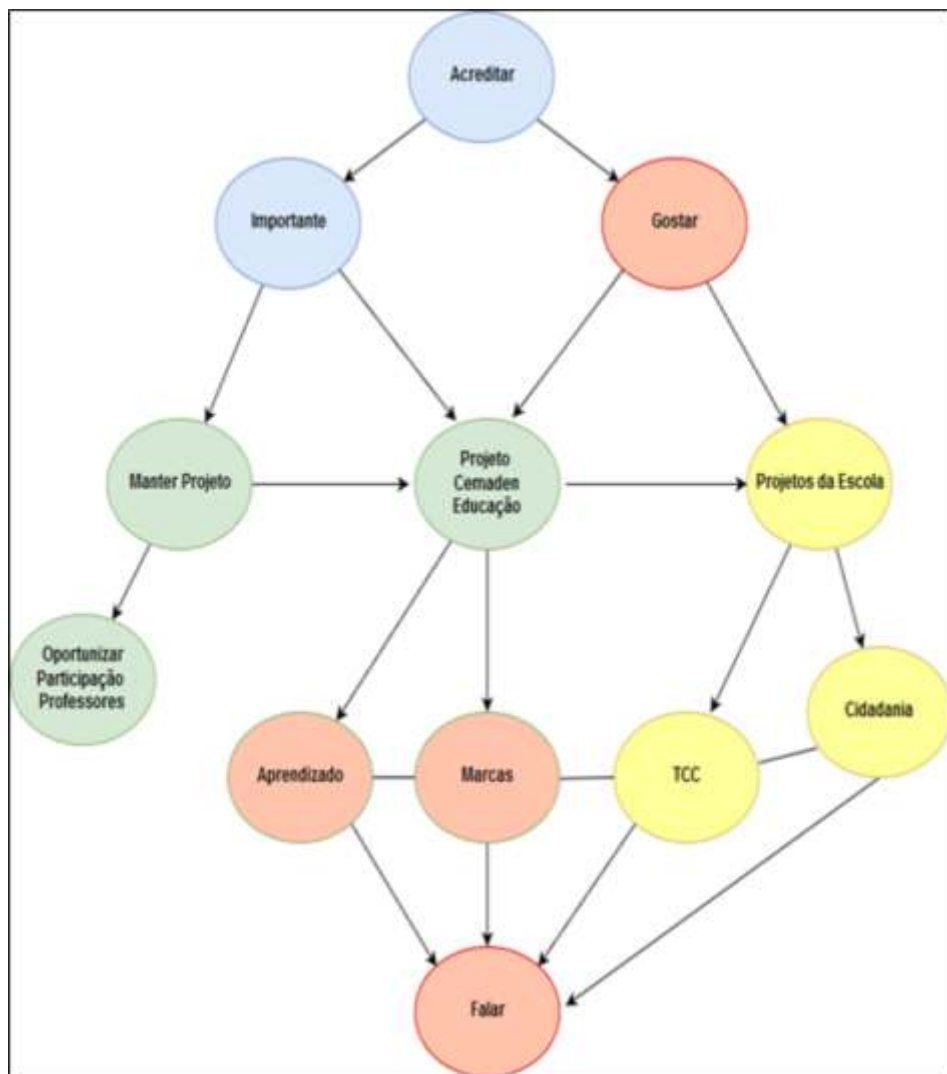 Acreditar
Importante
Gostar
Manter Projeto
Projeto
Cemaden
Educação
Projetos da Escola
Oportunizar
Participação
Professores
Cidadania
Aprendizado
Marcas
TCC
Falar